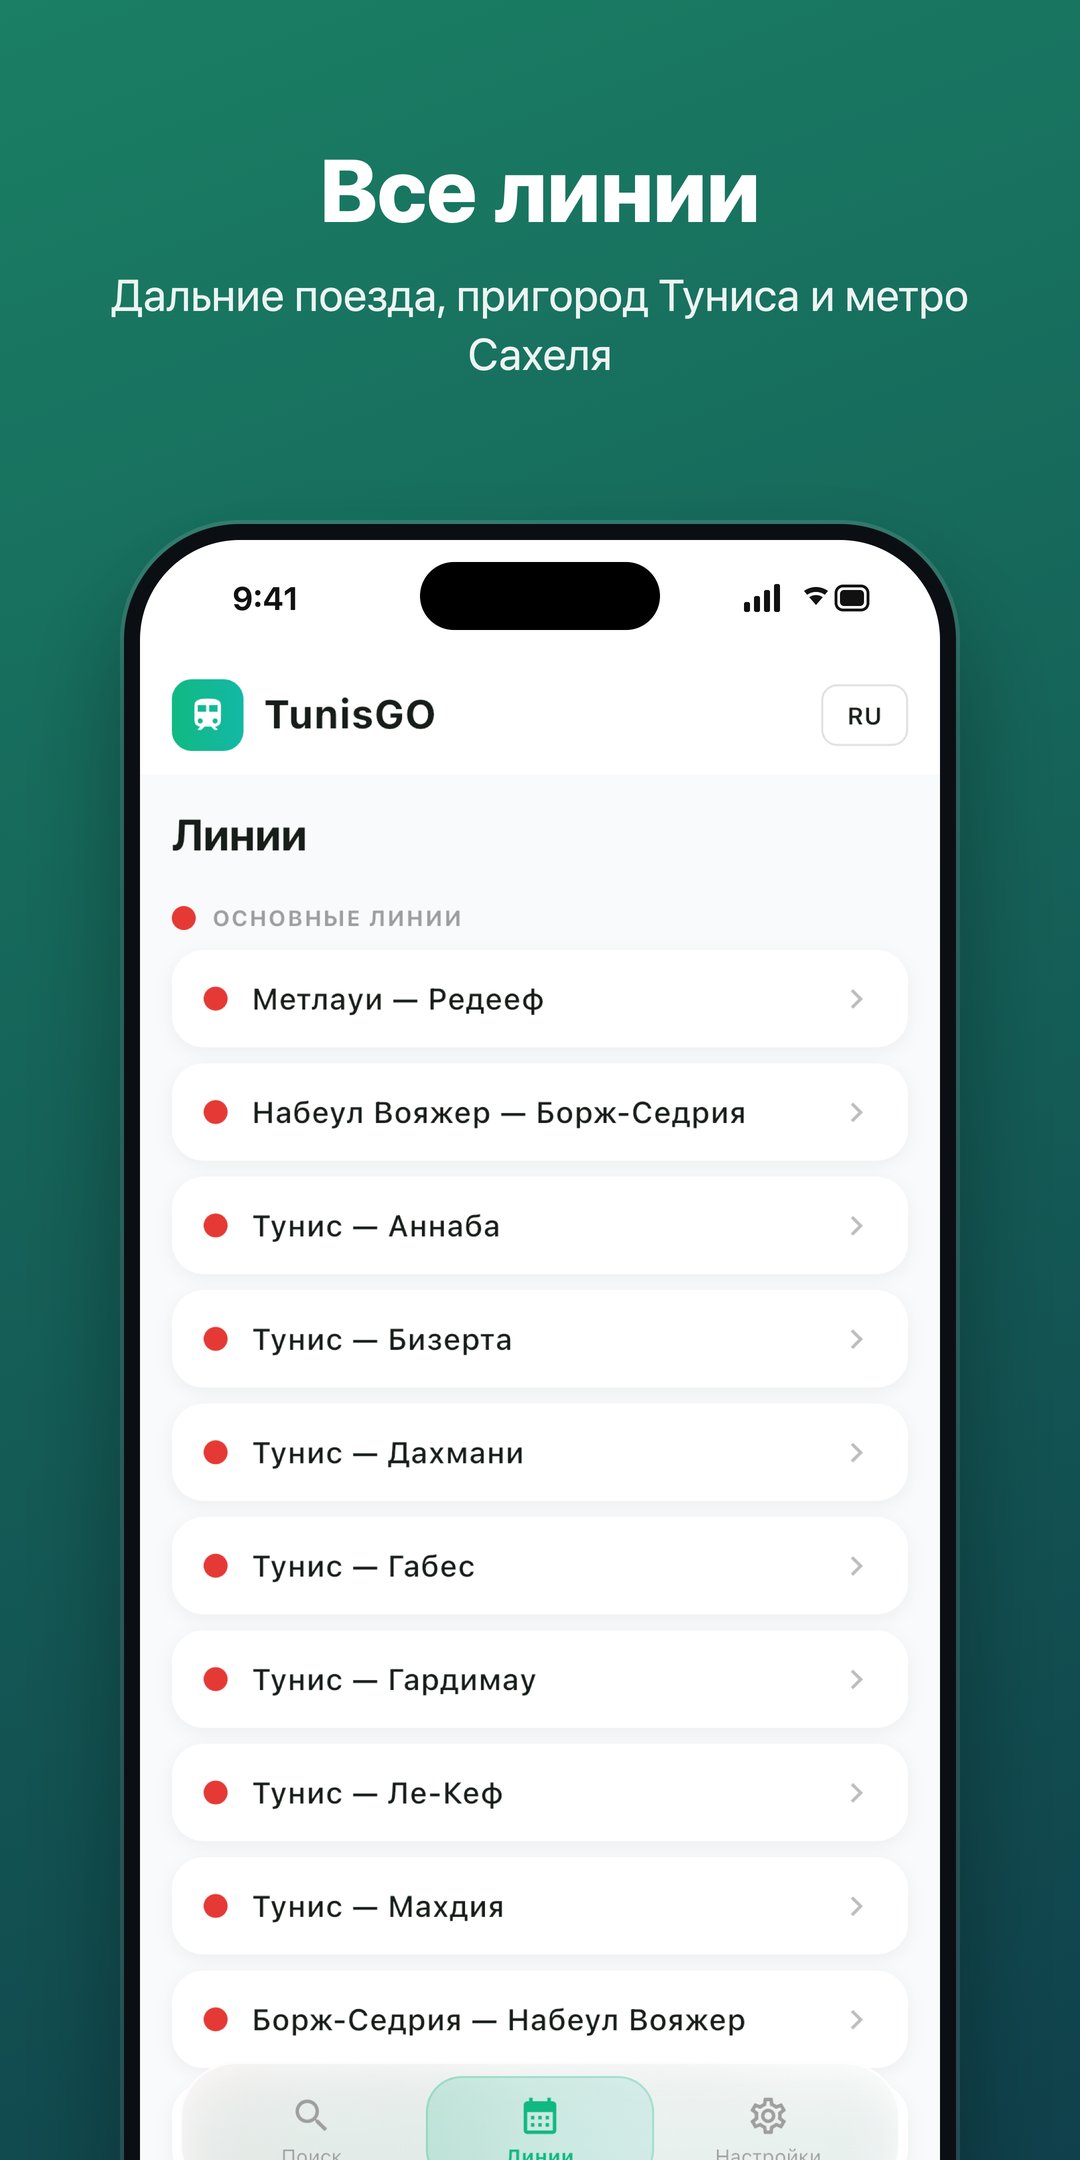 Все линии
Дальние поезда, пригород Туниса и метро
Сахеля
9:41
TunisGO
RU
Линии
ОСНОВНЫЕ ЛИНИИ
Метлауи — Редееф
Набеул Вояжер — Борж-Седрия
Тунис — Аннаба
Тунис — Бизерта
Тунис — Дахмани
Тунис — Габес
Тунис — Гардимау
Тунис — Ле-Кеф
Тунис — Махдия
Борж-Седрия — Набеул Вояжер
Поиск
Линии
Настройки